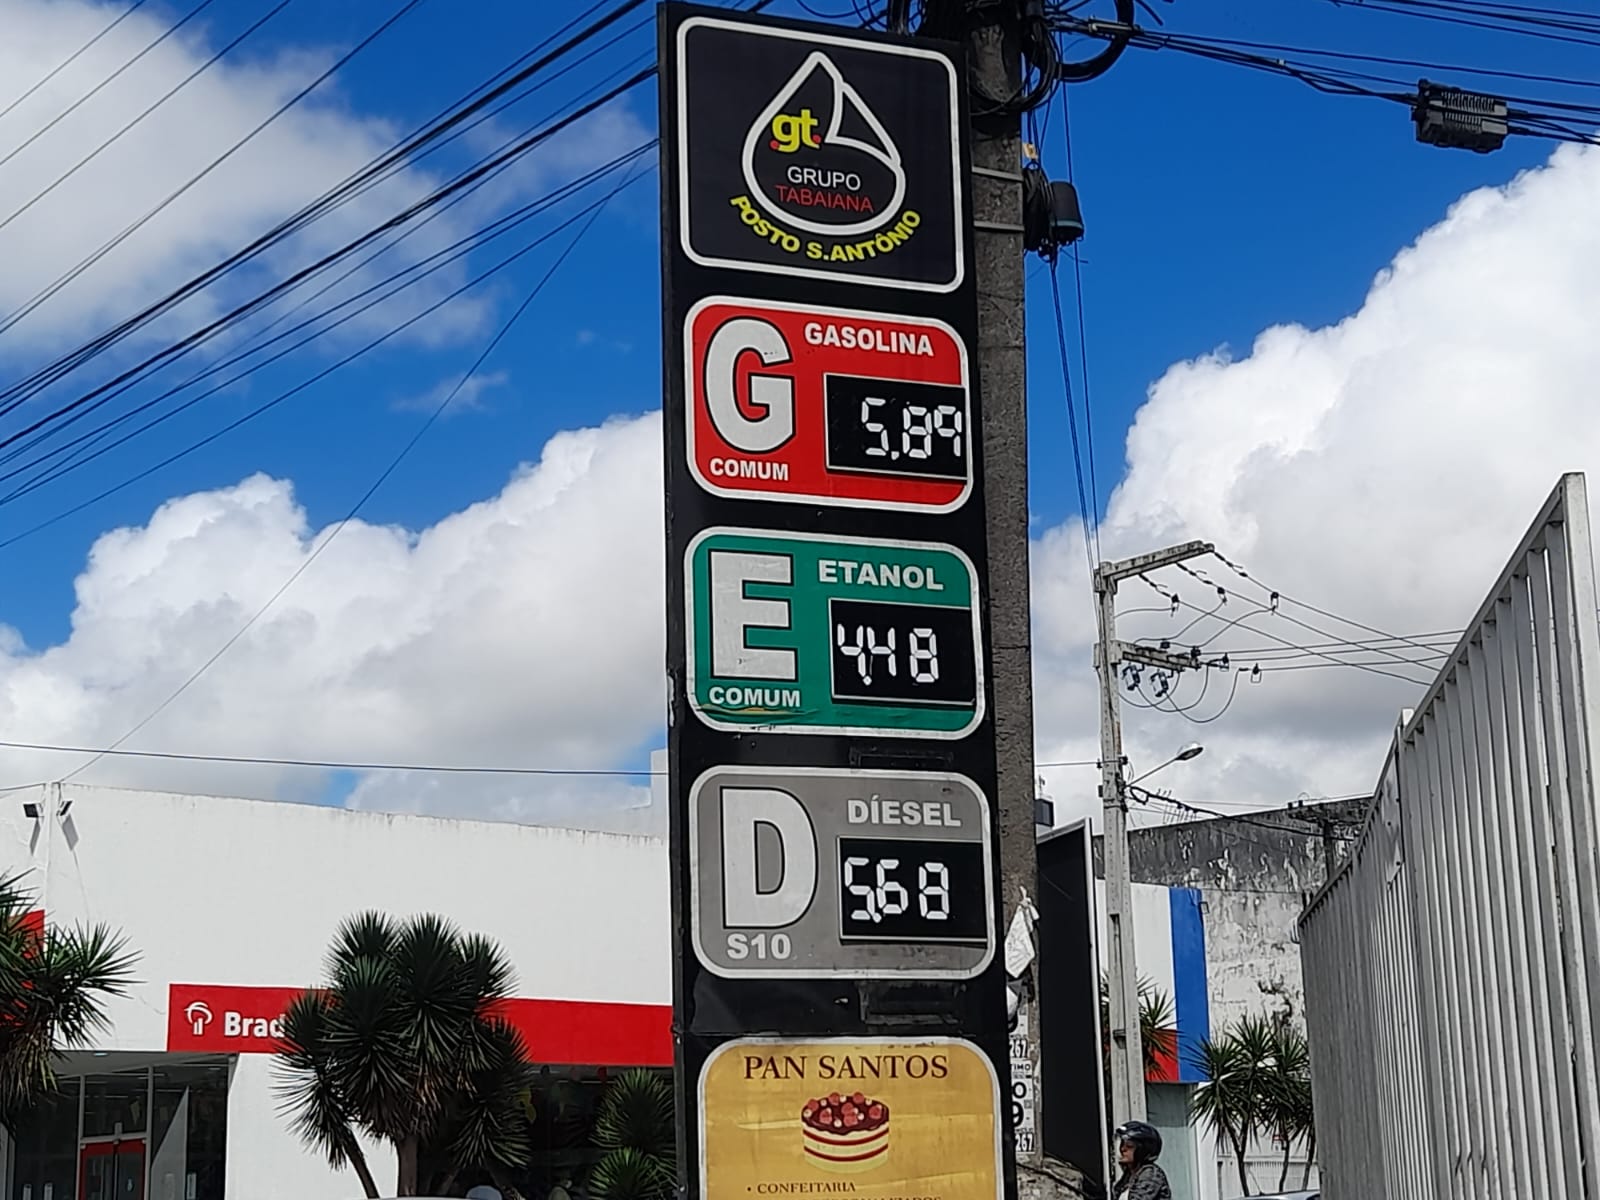 gt.
GRUPO
TABAIANA
POSTO S.ANTÔNIO
G GASOLINA
5.89
COMUM
E ETANOL
4.48
COMUM
D DÍESEL
5.68
S10
Brad
PAN SANTOS
• CONFEITARIA